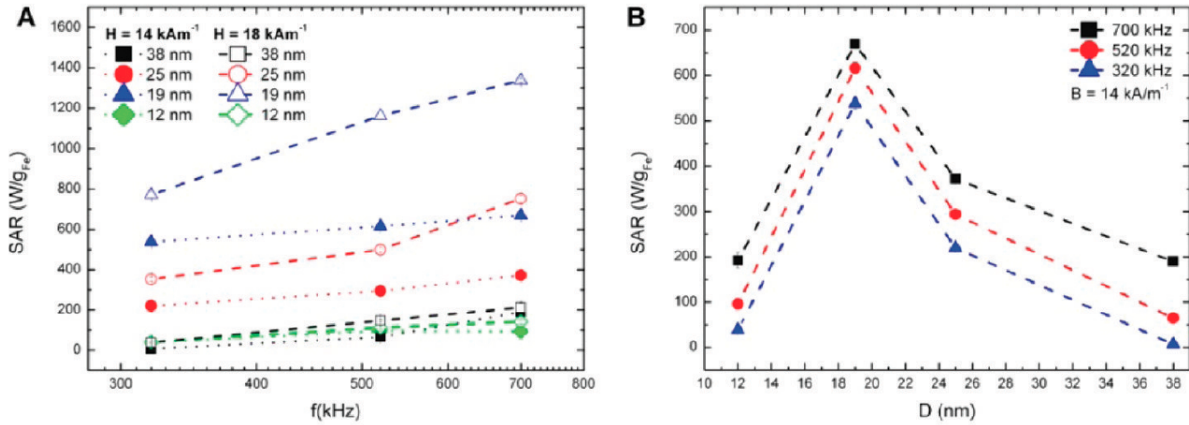 A
H = 14 kAm-1 H = 18 kAm-1
38 nm 38 nm
25 nm 25 nm
19 nm 19 nm
12 nm 12 nm
SAR (W/gFe)
1600
1400
1200
1000
800
600
400
200
0
300 400 500 600 700 800
f(kHz)
B
700 kHz
520 kHz
320 kHz
B = 14 kA/m-1
SAR (W/gFe)
700
600
500
400
300
200
100
0
10 12 14 16 18 20 22 24 26 28 30 32 34 36 38
D (nm)